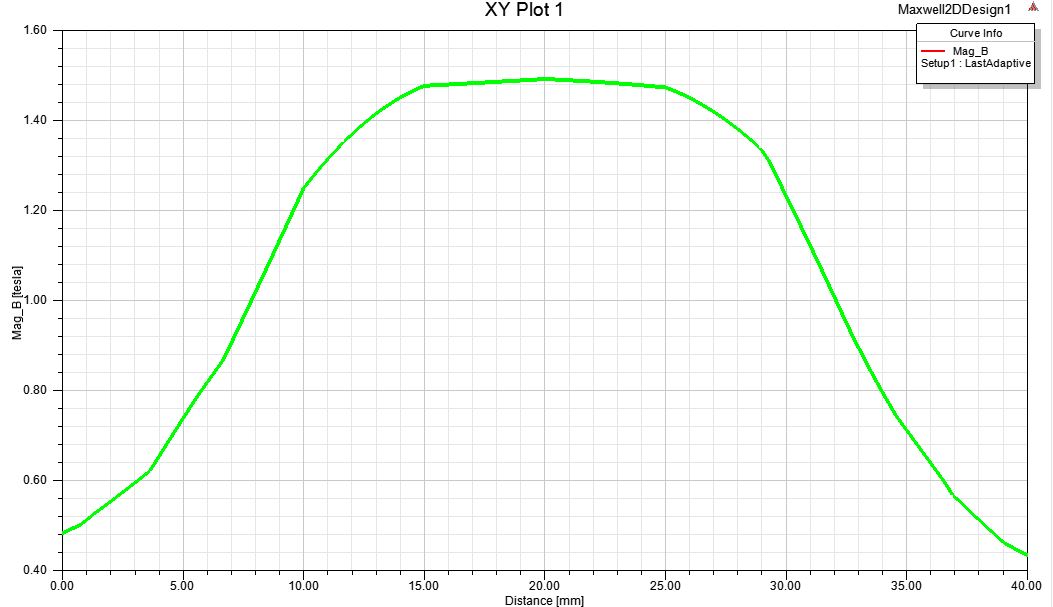 XY Plot 1
Maxwell2DDesign1
Curve Info
Mag_B
Setup1 : LastAdaptive
1.60
1.40
1.20
1.00
0.80
0.60
0.40
Mag_B [tesla]
0.00 5.00 10.00 15.00 20.00 25.00 30.00 35.00 40.00
Distance [mm]